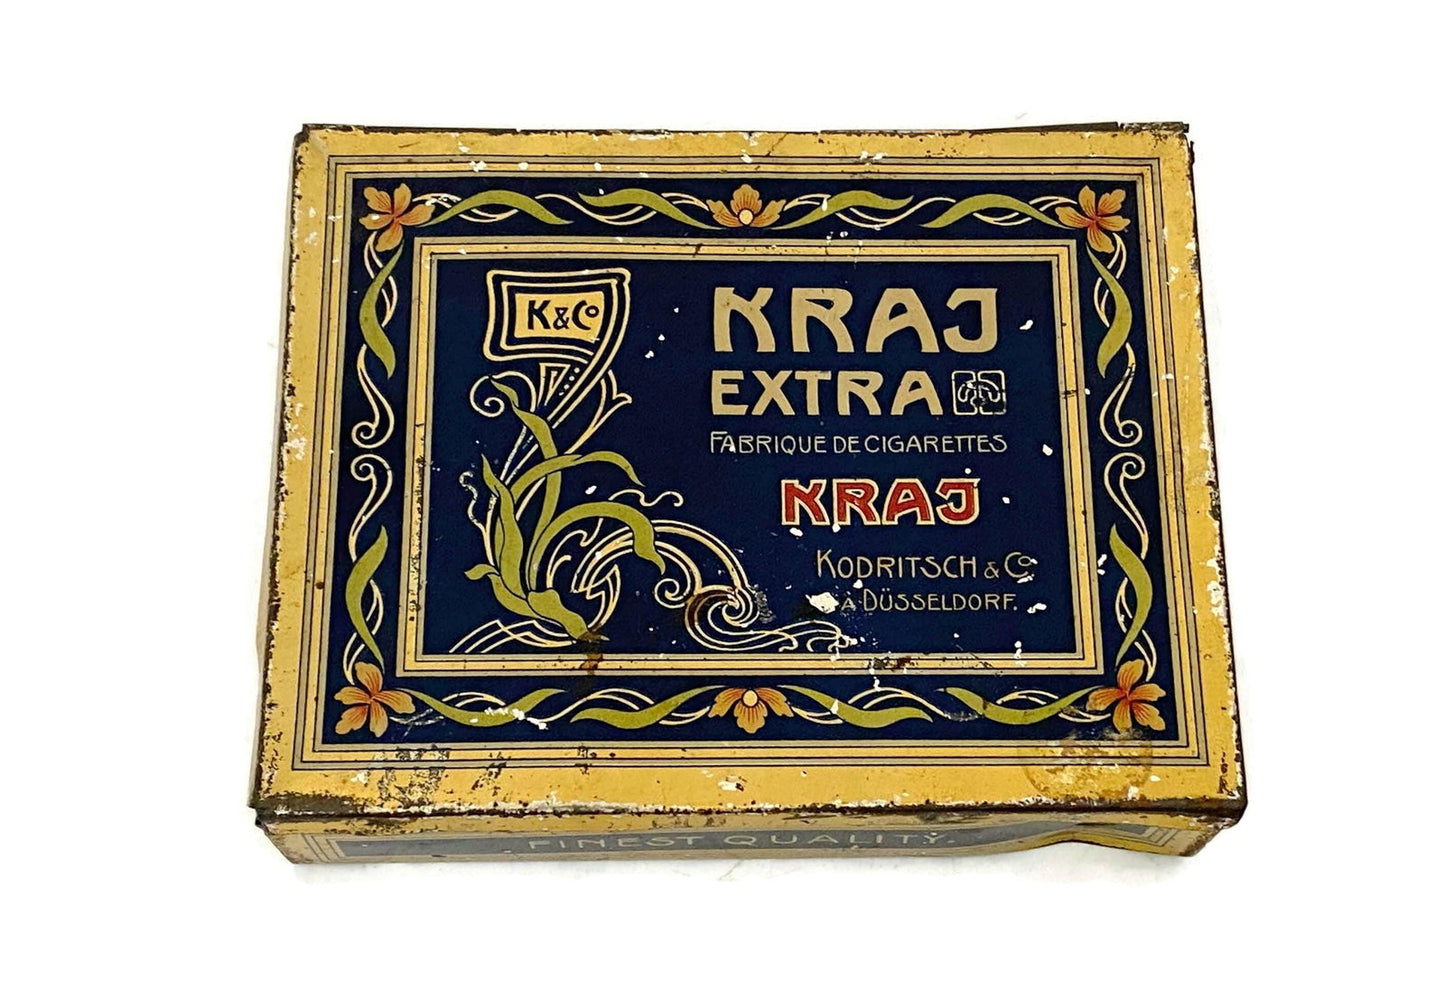 K&Co
KRAJ
EXTRA
FABRIQUE DE CIGARETTES
KRAJ
KODRITSCH & Co
A DÜSSELDORF.
FINEST QUALITY.